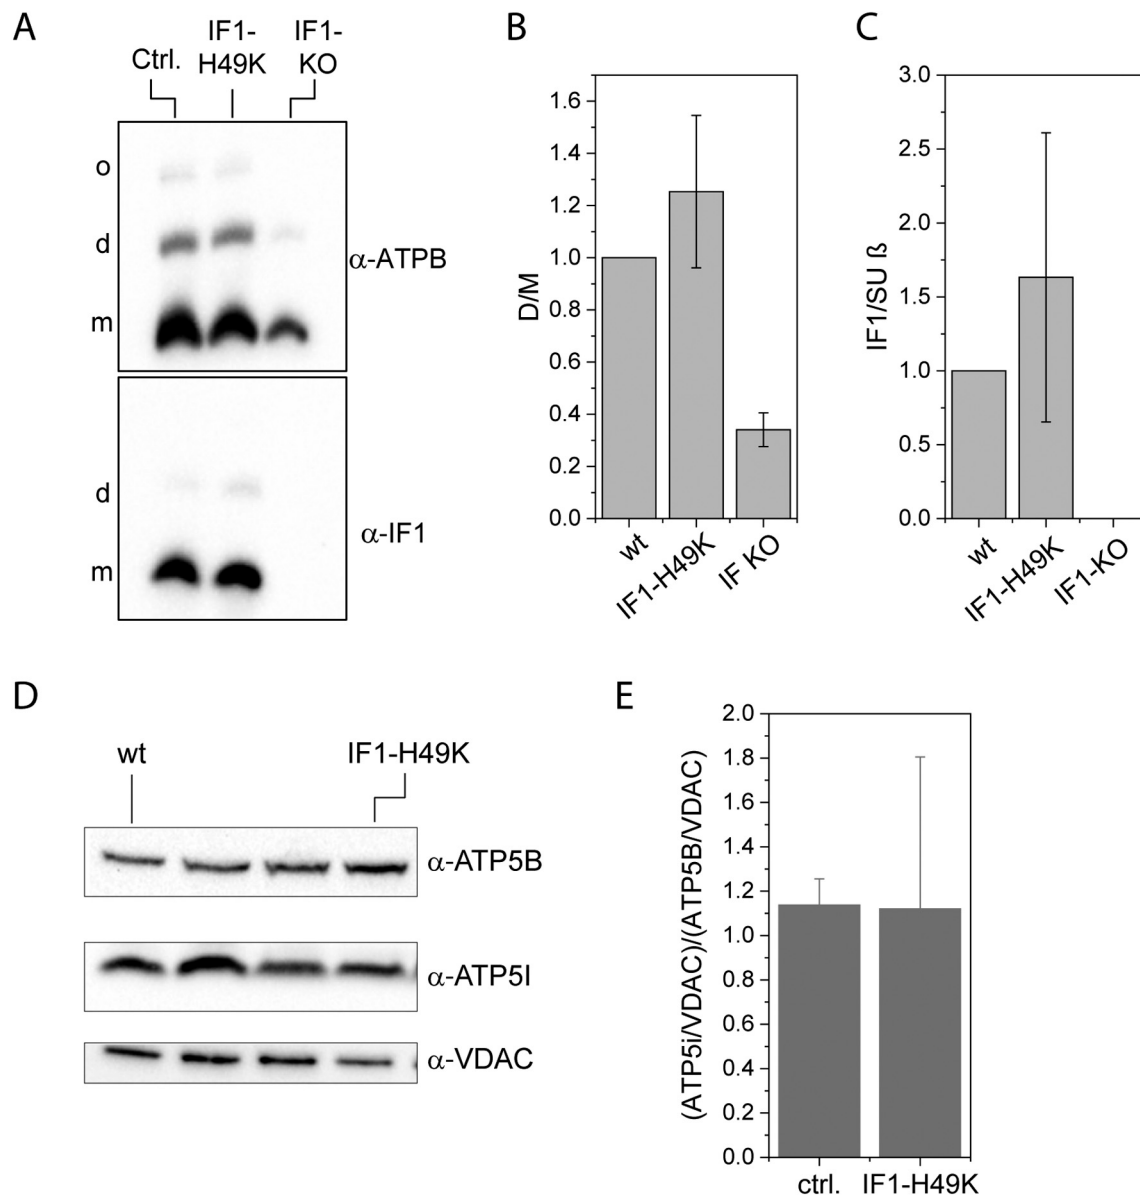 A
Ctrl.
IF1-
H49K
IF1-
KO
o
d
m
α-ATPB
d
m
α-IF1
B
D/M
1.6
1.4
1.2
1.0
0.8
0.6
0.4
0.2
0.0
wt
IF1-H49K
IF KO
C
IF1/SU ß
3.0
2.5
2.0
1.5
1.0
0.5
0.0
wt
IF1-H49K
IF1-KO
D
wt
IF1-H49K
α-ATP5B
α-ATP5I
α-VDAC
E
(ATP5i/VDAC)/(ATP5B/VDAC)
2.0
1.8
1.6
1.4
1.2
1.0
0.8
0.6
0.4
0.2
0.0
ctrl.
IF1-H49K